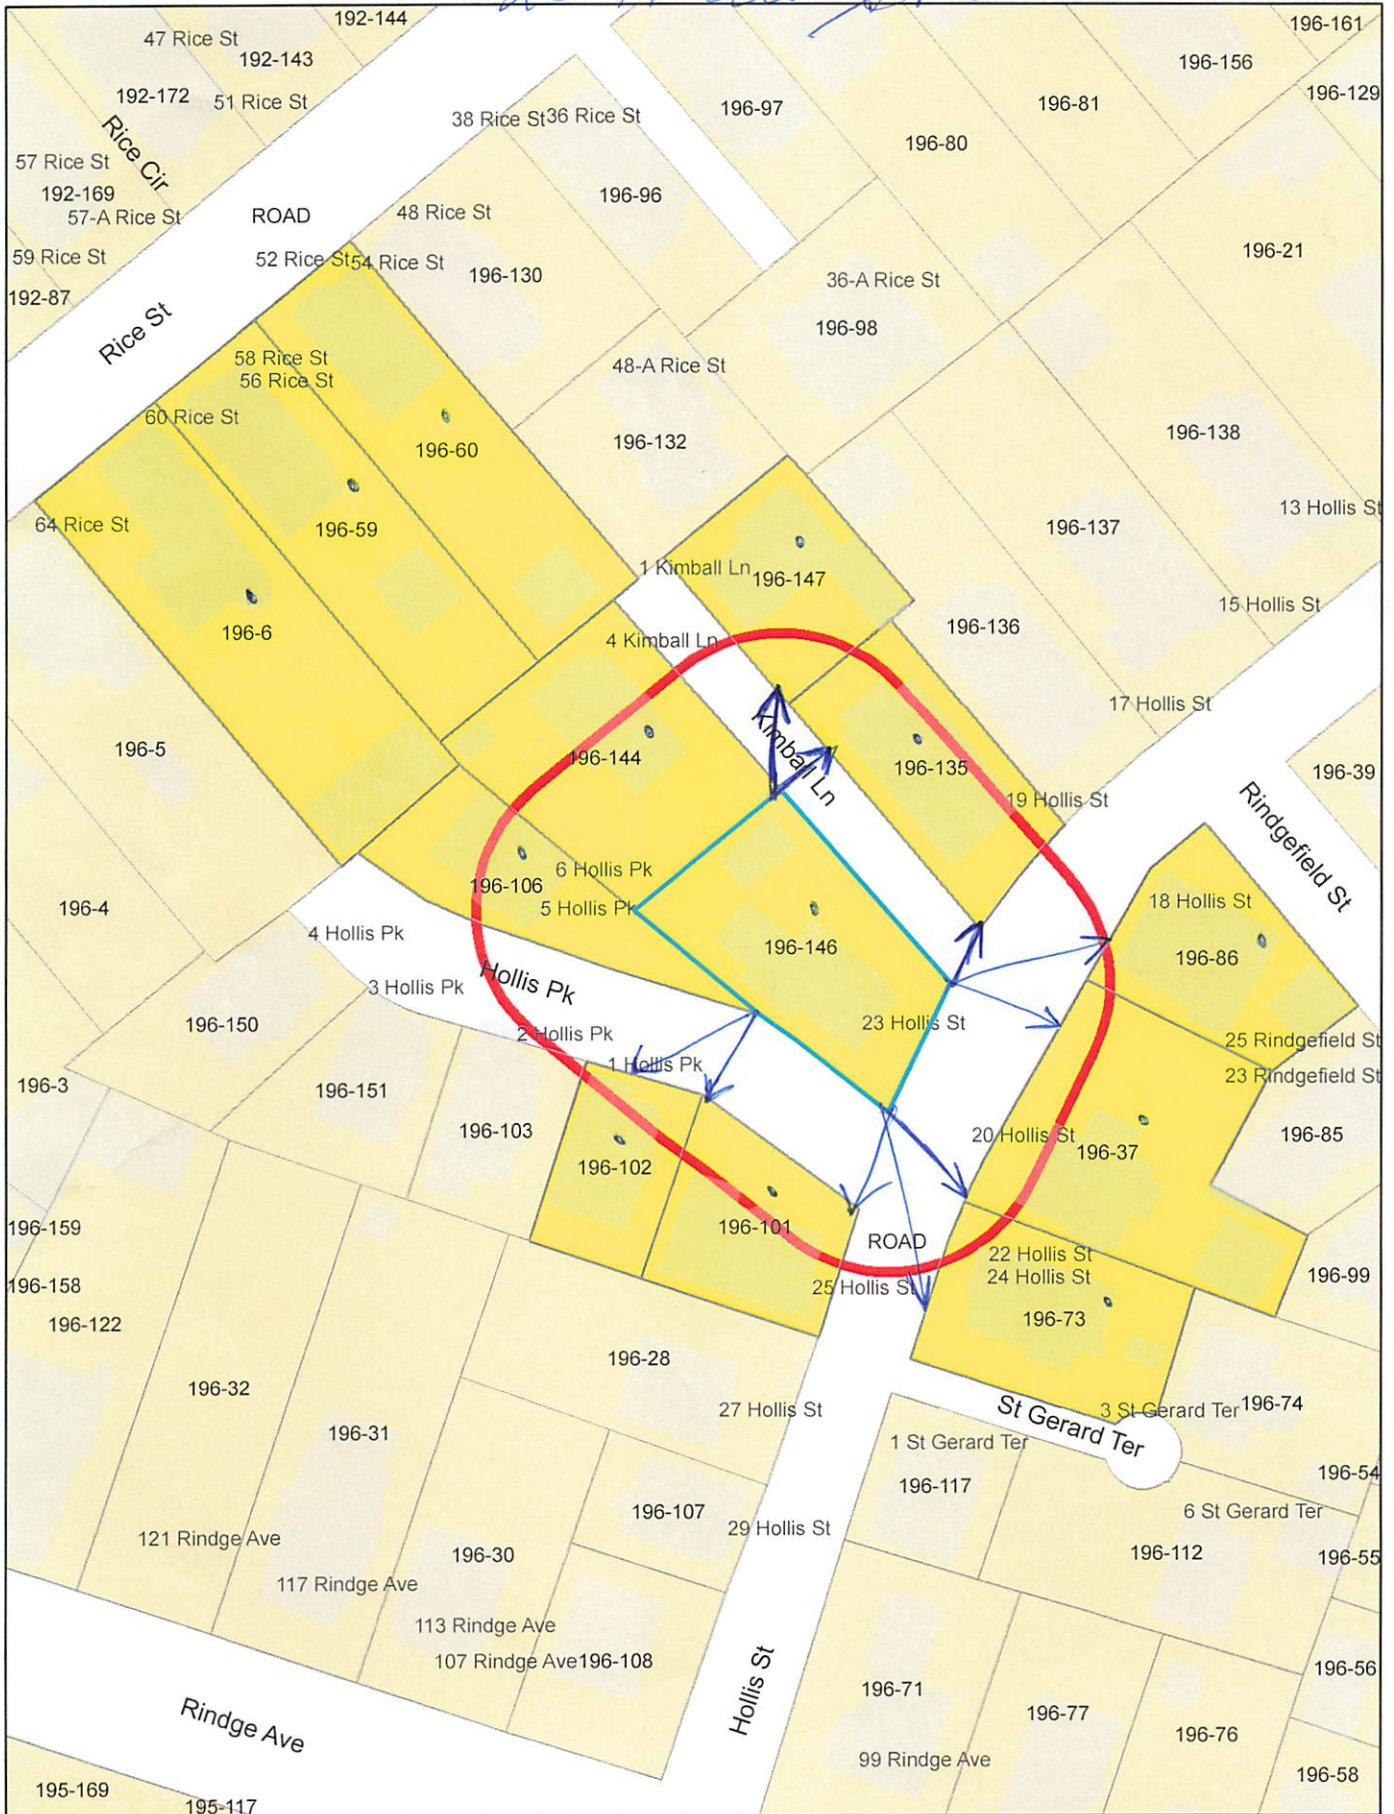 192-144
196-161
47 Rice St
192-143
196-156
192-172
51 Rice St
196-97
196-81
196-129
38 Rice St
36 Rice St
Rice Cir
196-80
57 Rice St
192-169
196-96
57-A Rice St
ROAD
48 Rice St
59 Rice St
52 Rice St
54 Rice St
196-130
196-21
192-87
36-A Rice St
Rice St
196-98
58 Rice St
56 Rice St
48-A Rice St
60 Rice St
196-60
196-132
196-138
64 Rice St
196-59
13 Hollis St
196-137
1 Kimball Ln
196-147
15 Hollis St
196-6
4 Kimball Ln
196-136
17 Hollis St
196-5
196-144
Kimball Ln
196-135
196-39
19 Hollis St
Rindgefield St
6 Hollis Pk
196-106
5 Hollis Pk
18 Hollis St
196-4
4 Hollis Pk
196-146
196-86
Hollis Pk
3 Hollis Pk
196-150
2 Hollis Pk
23 Hollis St
25 Rindgefield St
1 Hollis Pk
196-3
196-151
23 Rindgefield St
196-103
20 Hollis St
196-37
196-85
196-102
196-159
196-101
ROAD
22 Hollis St
24 Hollis St
196-158
25 Hollis St
196-99
196-122
196-73
196-28
196-32
27 Hollis St
St Gerard Ter
3 St Gerard Ter
196-74
196-31
1 St Gerard Ter
196-54
196-117
196-107
29 Hollis St
6 St Gerard Ter
121 Rindge Ave
196-30
196-112
196-55
117 Rindge Ave
113 Rindge Ave
107 Rindge Ave
196-108
196-56
Hollis St
196-71
Rindge Ave
196-77
196-76
99 Rindge Ave
196-58
195-169
195-117